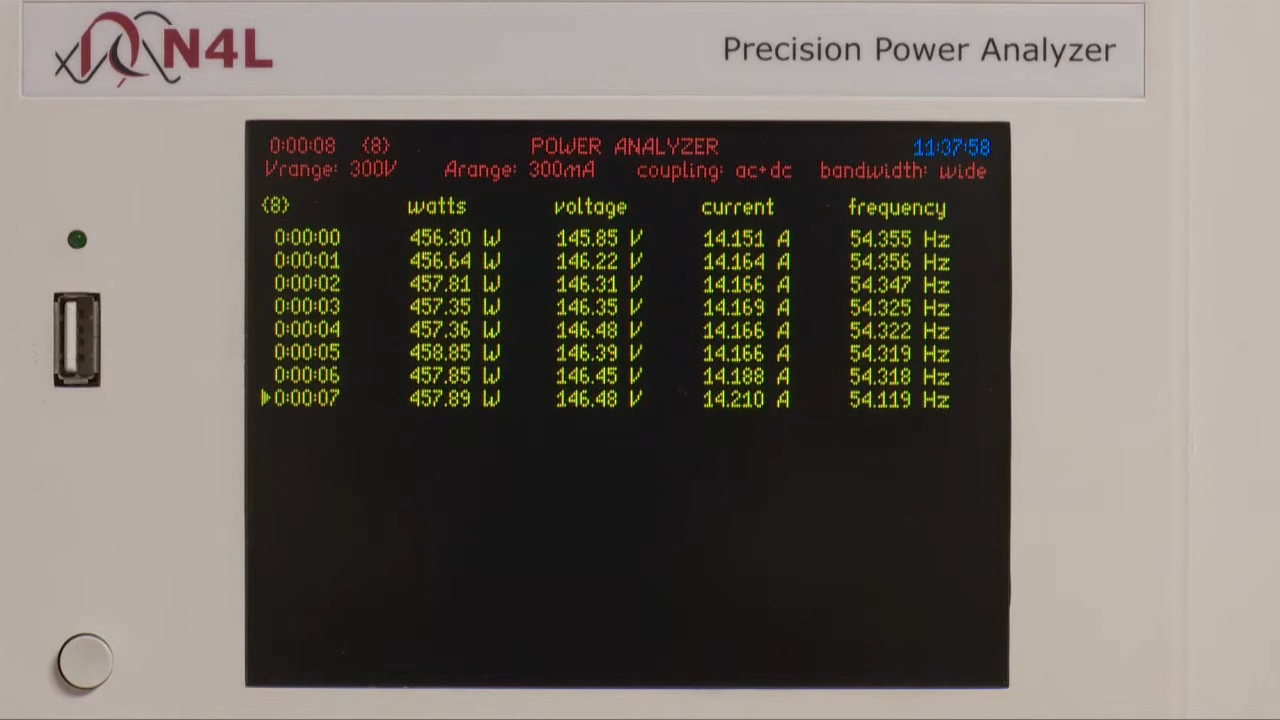 N4L
Precision Power Analyzer
0:00:08 (8) POWER ANALYZER 11:37:58
Vrange: 300V Arange: 300mA coupling: ac+dc bandwidth: wide
(8) watts voltage current frequency
0:00:00 456.30 W 145.85 V 14.151 A 54.355 Hz
0:00:01 456.64 W 146.22 V 14.164 A 54.356 Hz
0:00:02 457.81 W 146.31 V 14.166 A 54.347 Hz
0:00:03 457.35 W 146.35 V 14.169 A 54.325 Hz
0:00:04 457.36 W 146.48 V 14.166 A 54.322 Hz
0:00:05 458.85 W 146.39 V 14.166 A 54.319 Hz
0:00:06 457.85 W 146.45 V 14.188 A 54.318 Hz
0:00:07 457.89 W 146.48 V 14.210 A 54.119 Hz